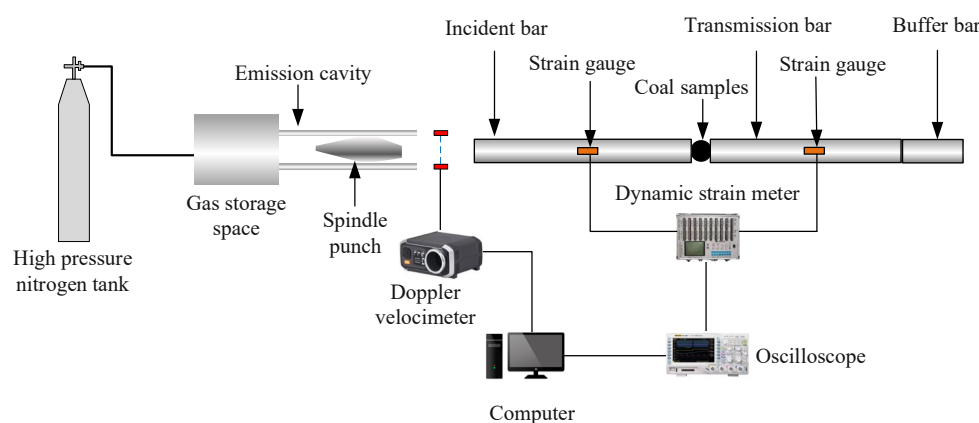 Incident bar
Transmission bar
Buffer bar
Emission cavity
Strain gauge
Strain gauge
Coal samples
Gas storage
space
Spindle
punch
Dynamic strain meter
High pressure
nitrogen tank
Doppler
velocimeter
Oscilloscope
Computer